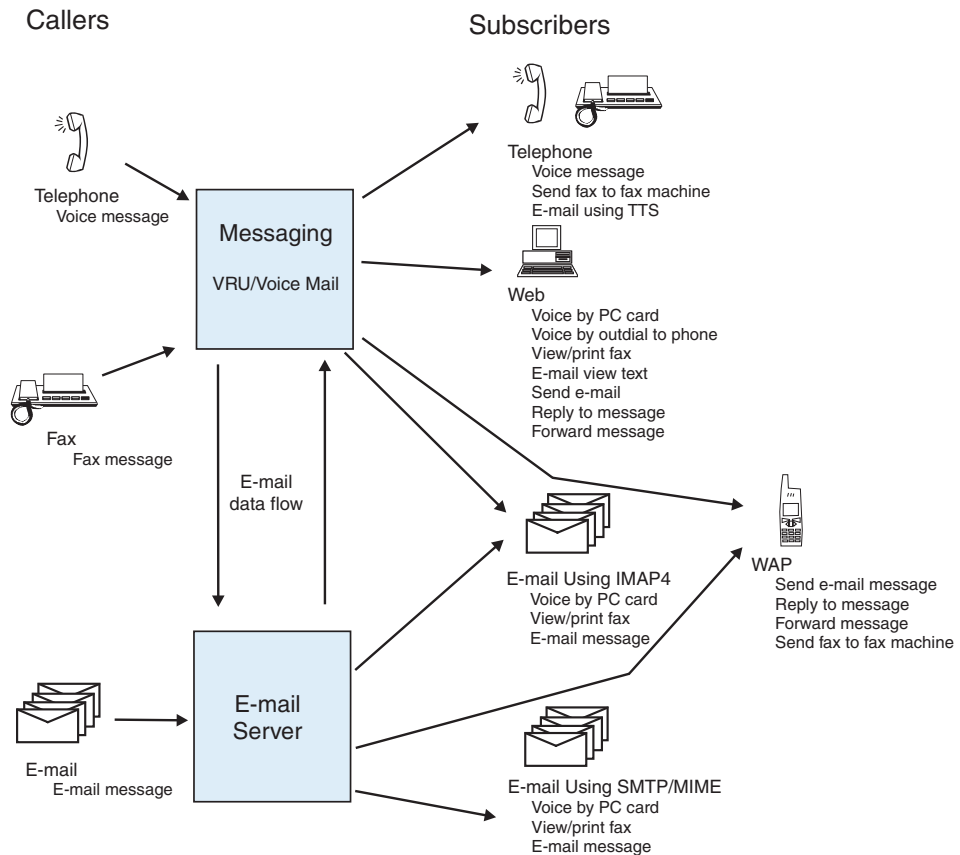 Callers
Subscribers
Telephone
Voice message
Telephone
Voice message
Send fax to fax machine
E-mail using TTS
Messaging
VRU/Voice Mail
Web
Voice by PC card
Voice by outdial to phone
View/print fax
E-mail view text
Send e-mail
Reply to message
Forward message
Fax
Fax message
E-mail
data flow
E-mail Using IMAP4
Voice by PC card
View/print fax
E-mail message
WAP
Send e-mail message
Reply to message
Forward message
Send fax to fax machine
E-mail
Server
E-mail
E-mail message
E-mail Using SMTP/MIME
Voice by PC card
View/print fax
E-mail message